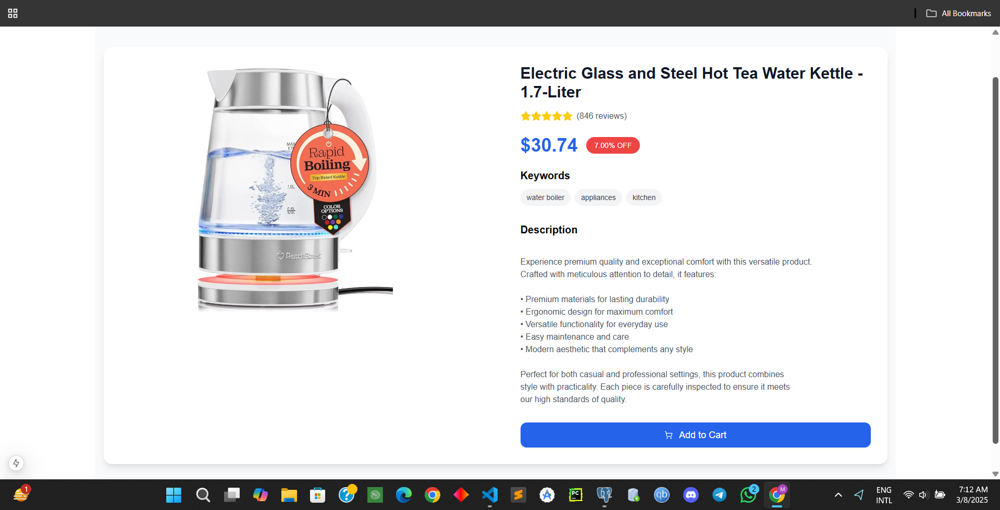 All Bookmarks
MAX
1.7L
Rapid
Boiling
Top Rated Kettle
3 MIN
1.0L
0.6L
MIN
COLOR
OPTIONS
PeachStreet
Electric Glass and Steel Hot Tea Water Kettle -
1.7-Liter
(846 reviews)
$30.74
7.00% OFF
Keywords
water boiler
appliances
kitchen
Description
Experience premium quality and exceptional comfort with this versatile product.
Crafted with meticulous attention to detail, it features:
• Premium materials for lasting durability
• Ergonomic design for maximum comfort
• Versatile functionality for everyday use
• Easy maintenance and care
• Modern aesthetic that complements any style
Perfect for both casual and professional settings, this product combines
style with practicality. Each piece is carefully inspected to ensure it meets
our high standards of quality.
Add to Cart
1
PC
qb
2
M
ENG
INTL
7:12 AM
3/8/2025